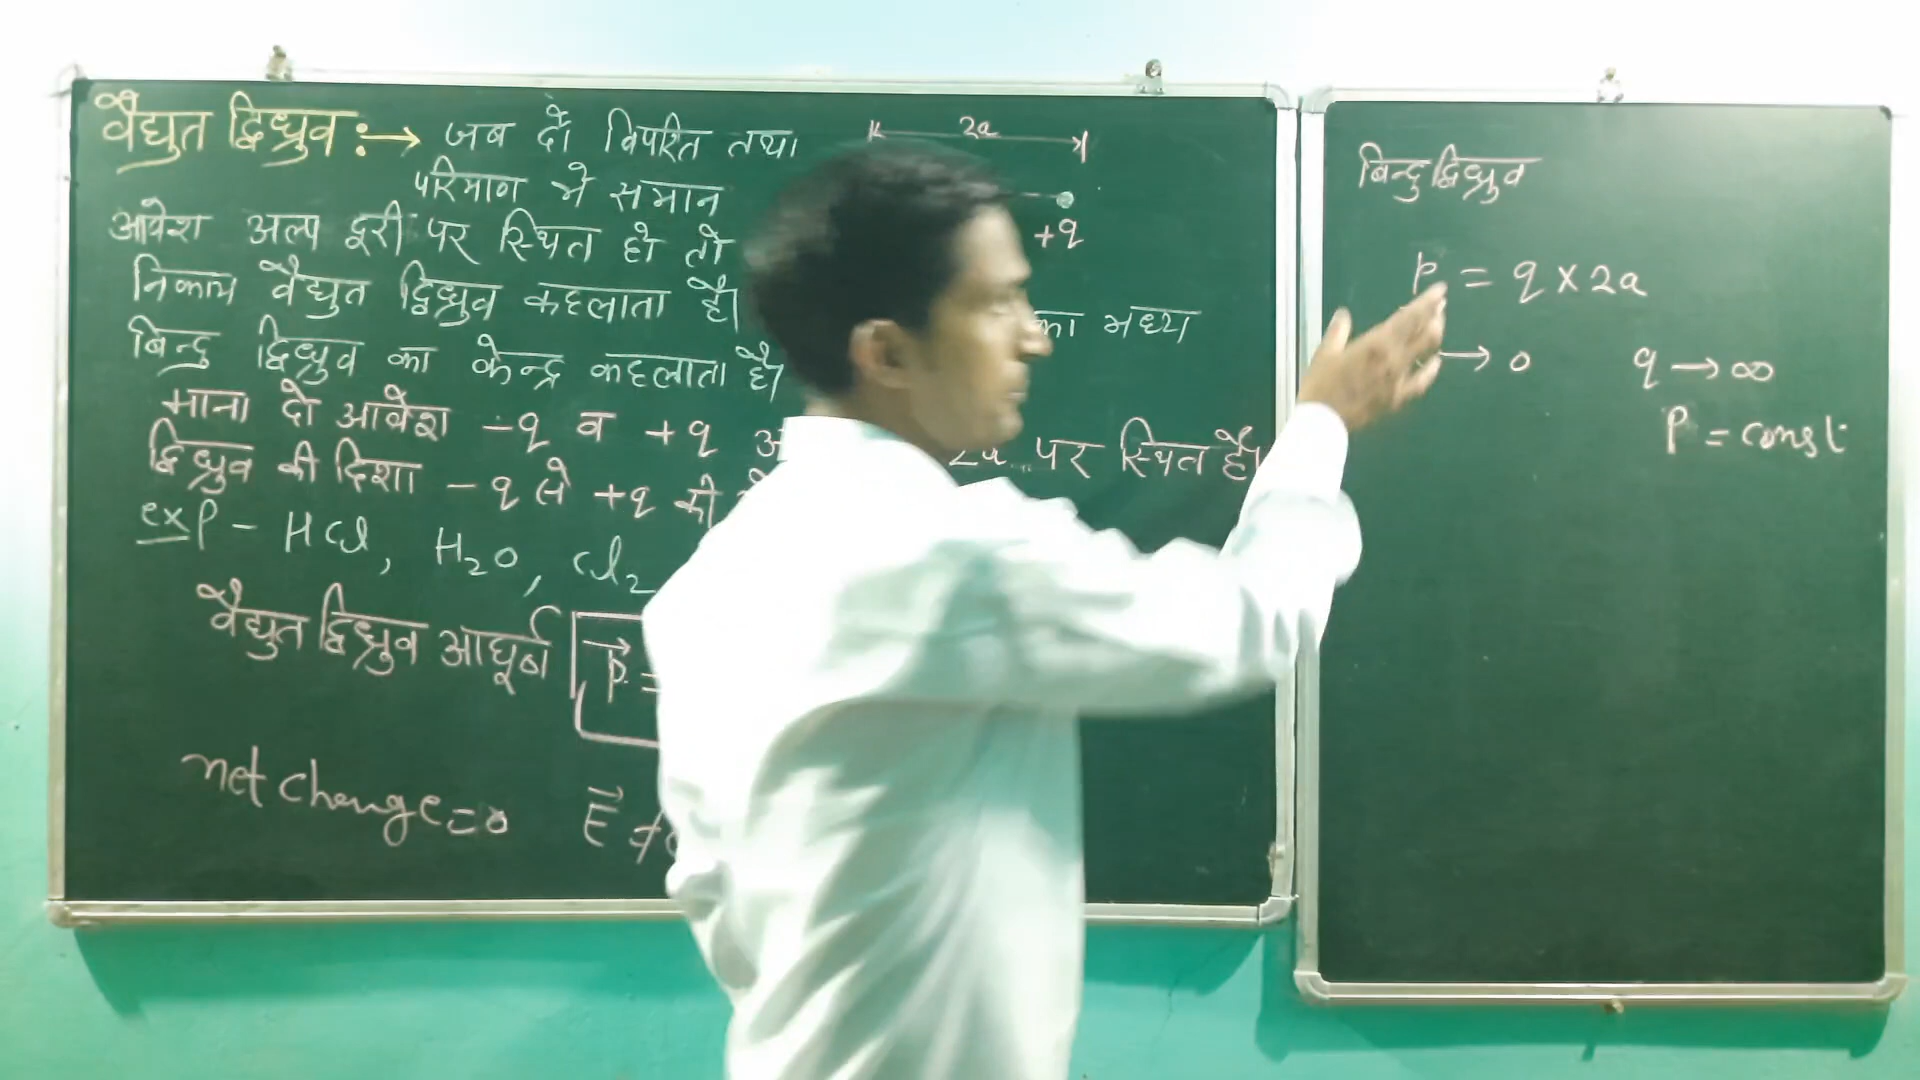 वैद्युत द्विध्रुव :→ जब दो विपरित तथा
परिमाण मे समान
आवेश अल्प दूरी पर स्थित हो तो
निकाय वैद्युत द्विध्रुव कहलाता है। का मध्य
बिन्दु द्विध्रुव का केन्द्र कहलाता है।
माना दो आवेश -q व +q 2a पर स्थित है।
द्विध्रुव की दिशा -q से +q की
exp - HCl, H₂O, Cl₂
वैद्युत द्विध्रुव आघूर्ण p⃗ =
net charge = 0 E⃗ ≠
2a
+q
बिन्दु द्विध्रुव
p = q × 2a
→ 0 q → ∞
P = const